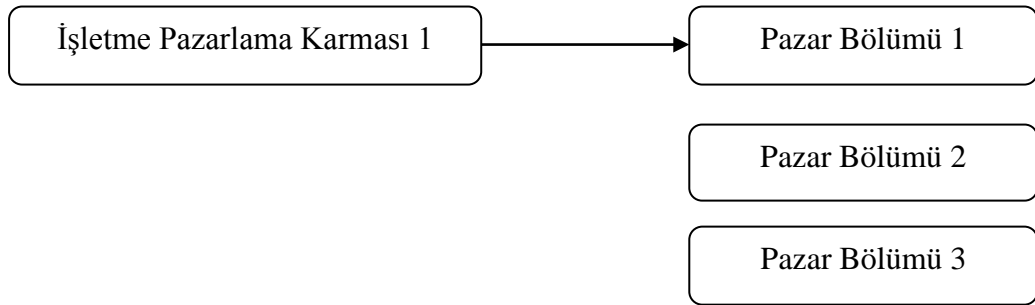 İşletme Pazarlama Karması 1
Pazar Bölümü 1
Pazar Bölümü 2
Pazar Bölümü 3